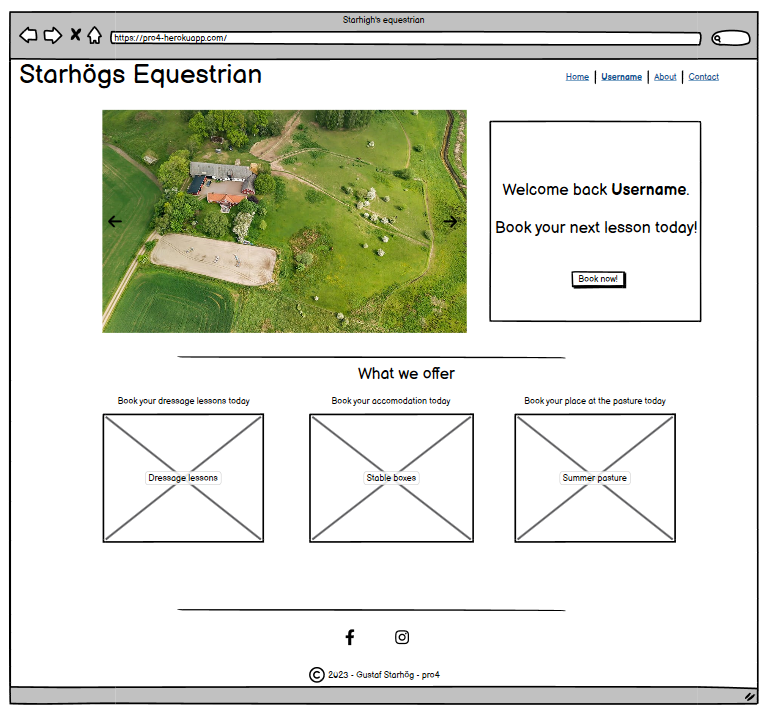 Starhigh's equestrian
https://pro4-herokuapp.com/
Starhögs Equestrian
Home | Username | About | Contact
Welcome back Username.
Book your next lesson today!
Book now!
What we offer
Book your dressage lessons today
Book your accomodation today
Book your place at the pasture today
Dressage lessons
Stable boxes
Summer pasture
© 2023 - Gustaf Starhög - pro4